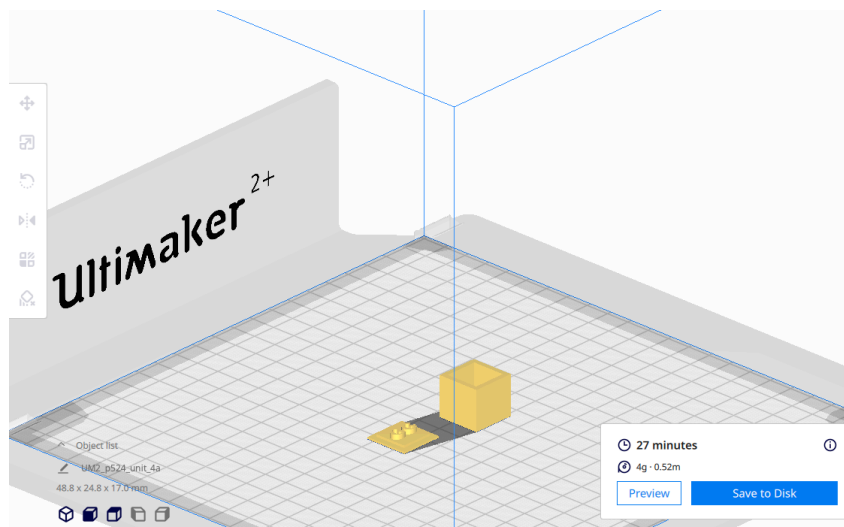 Ultimaker 2+
Object list
UM2_pS24_unit_4a
48.8 x 24.8 x 17.0 mm
27 minutes
4g · 0.52m
Preview
Save to Disk